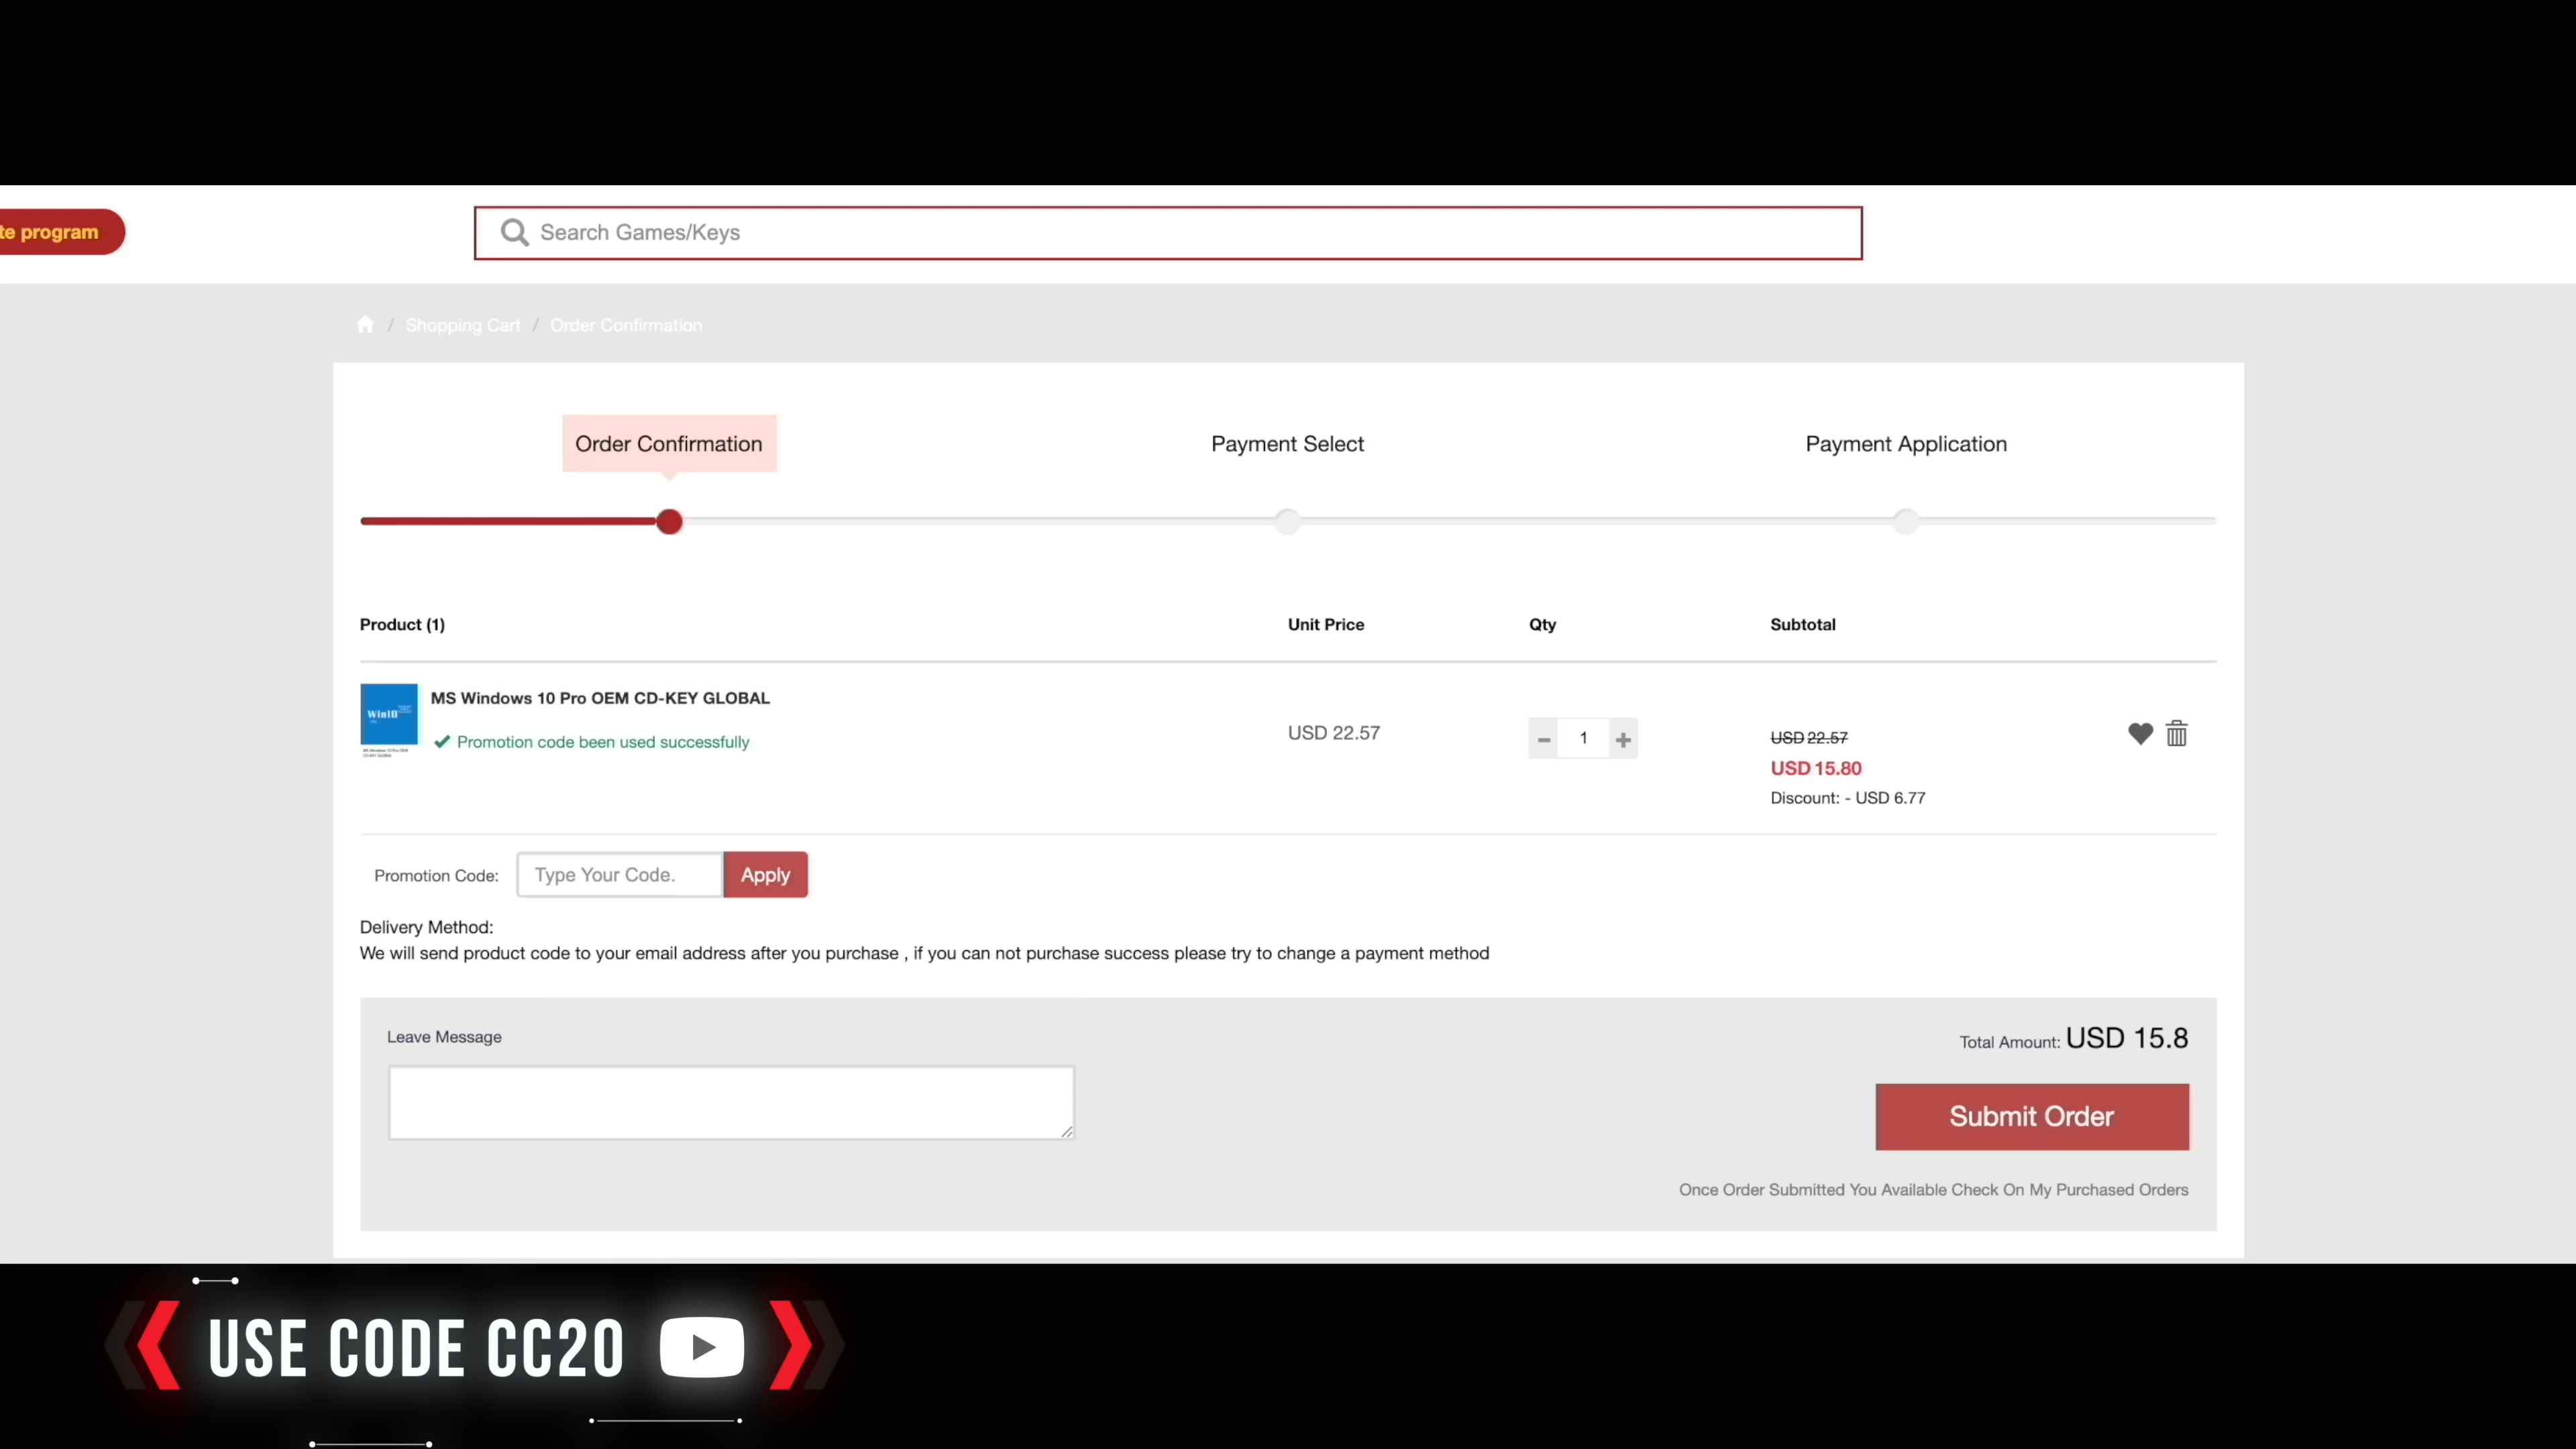 te program
Search Games/Keys
/ Shopping Cart / Order Confirmation
Order Confirmation
Payment Select
Payment Application
Product (1)
Unit Price
Qty
Subtotal
Win10
MS Windows 10 Pro OEM CD-KEY GLOBAL
Promotion code been used successfully
USD 22.57
1
USD 22.57
USD 15.80
Discount: - USD 6.77
Promotion Code:
Type Your Code.
Apply
Delivery Method:
We will send product code to your email address after you purchase , if you can not purchase success please try to change a payment method
Leave Message
Total Amount: USD 15.8
Submit Order
Once Order Submitted You Available Check On My Purchased Orders
USE CODE CC20